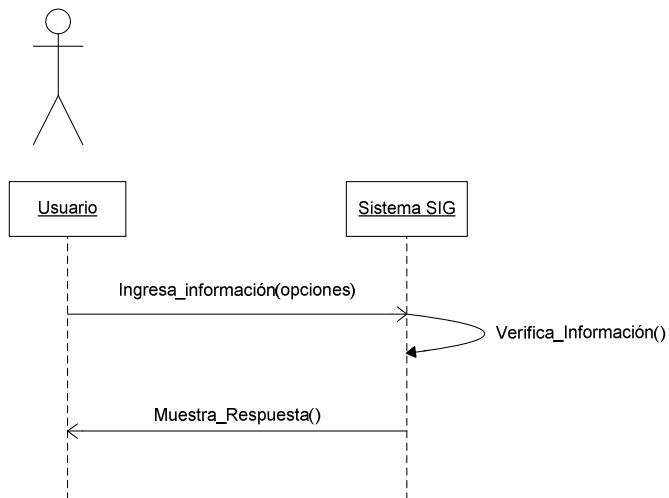 Usuario
Sistema SIG
Ingresa_información(opciones)
Verifica_Información()
Muestra_Respuesta()